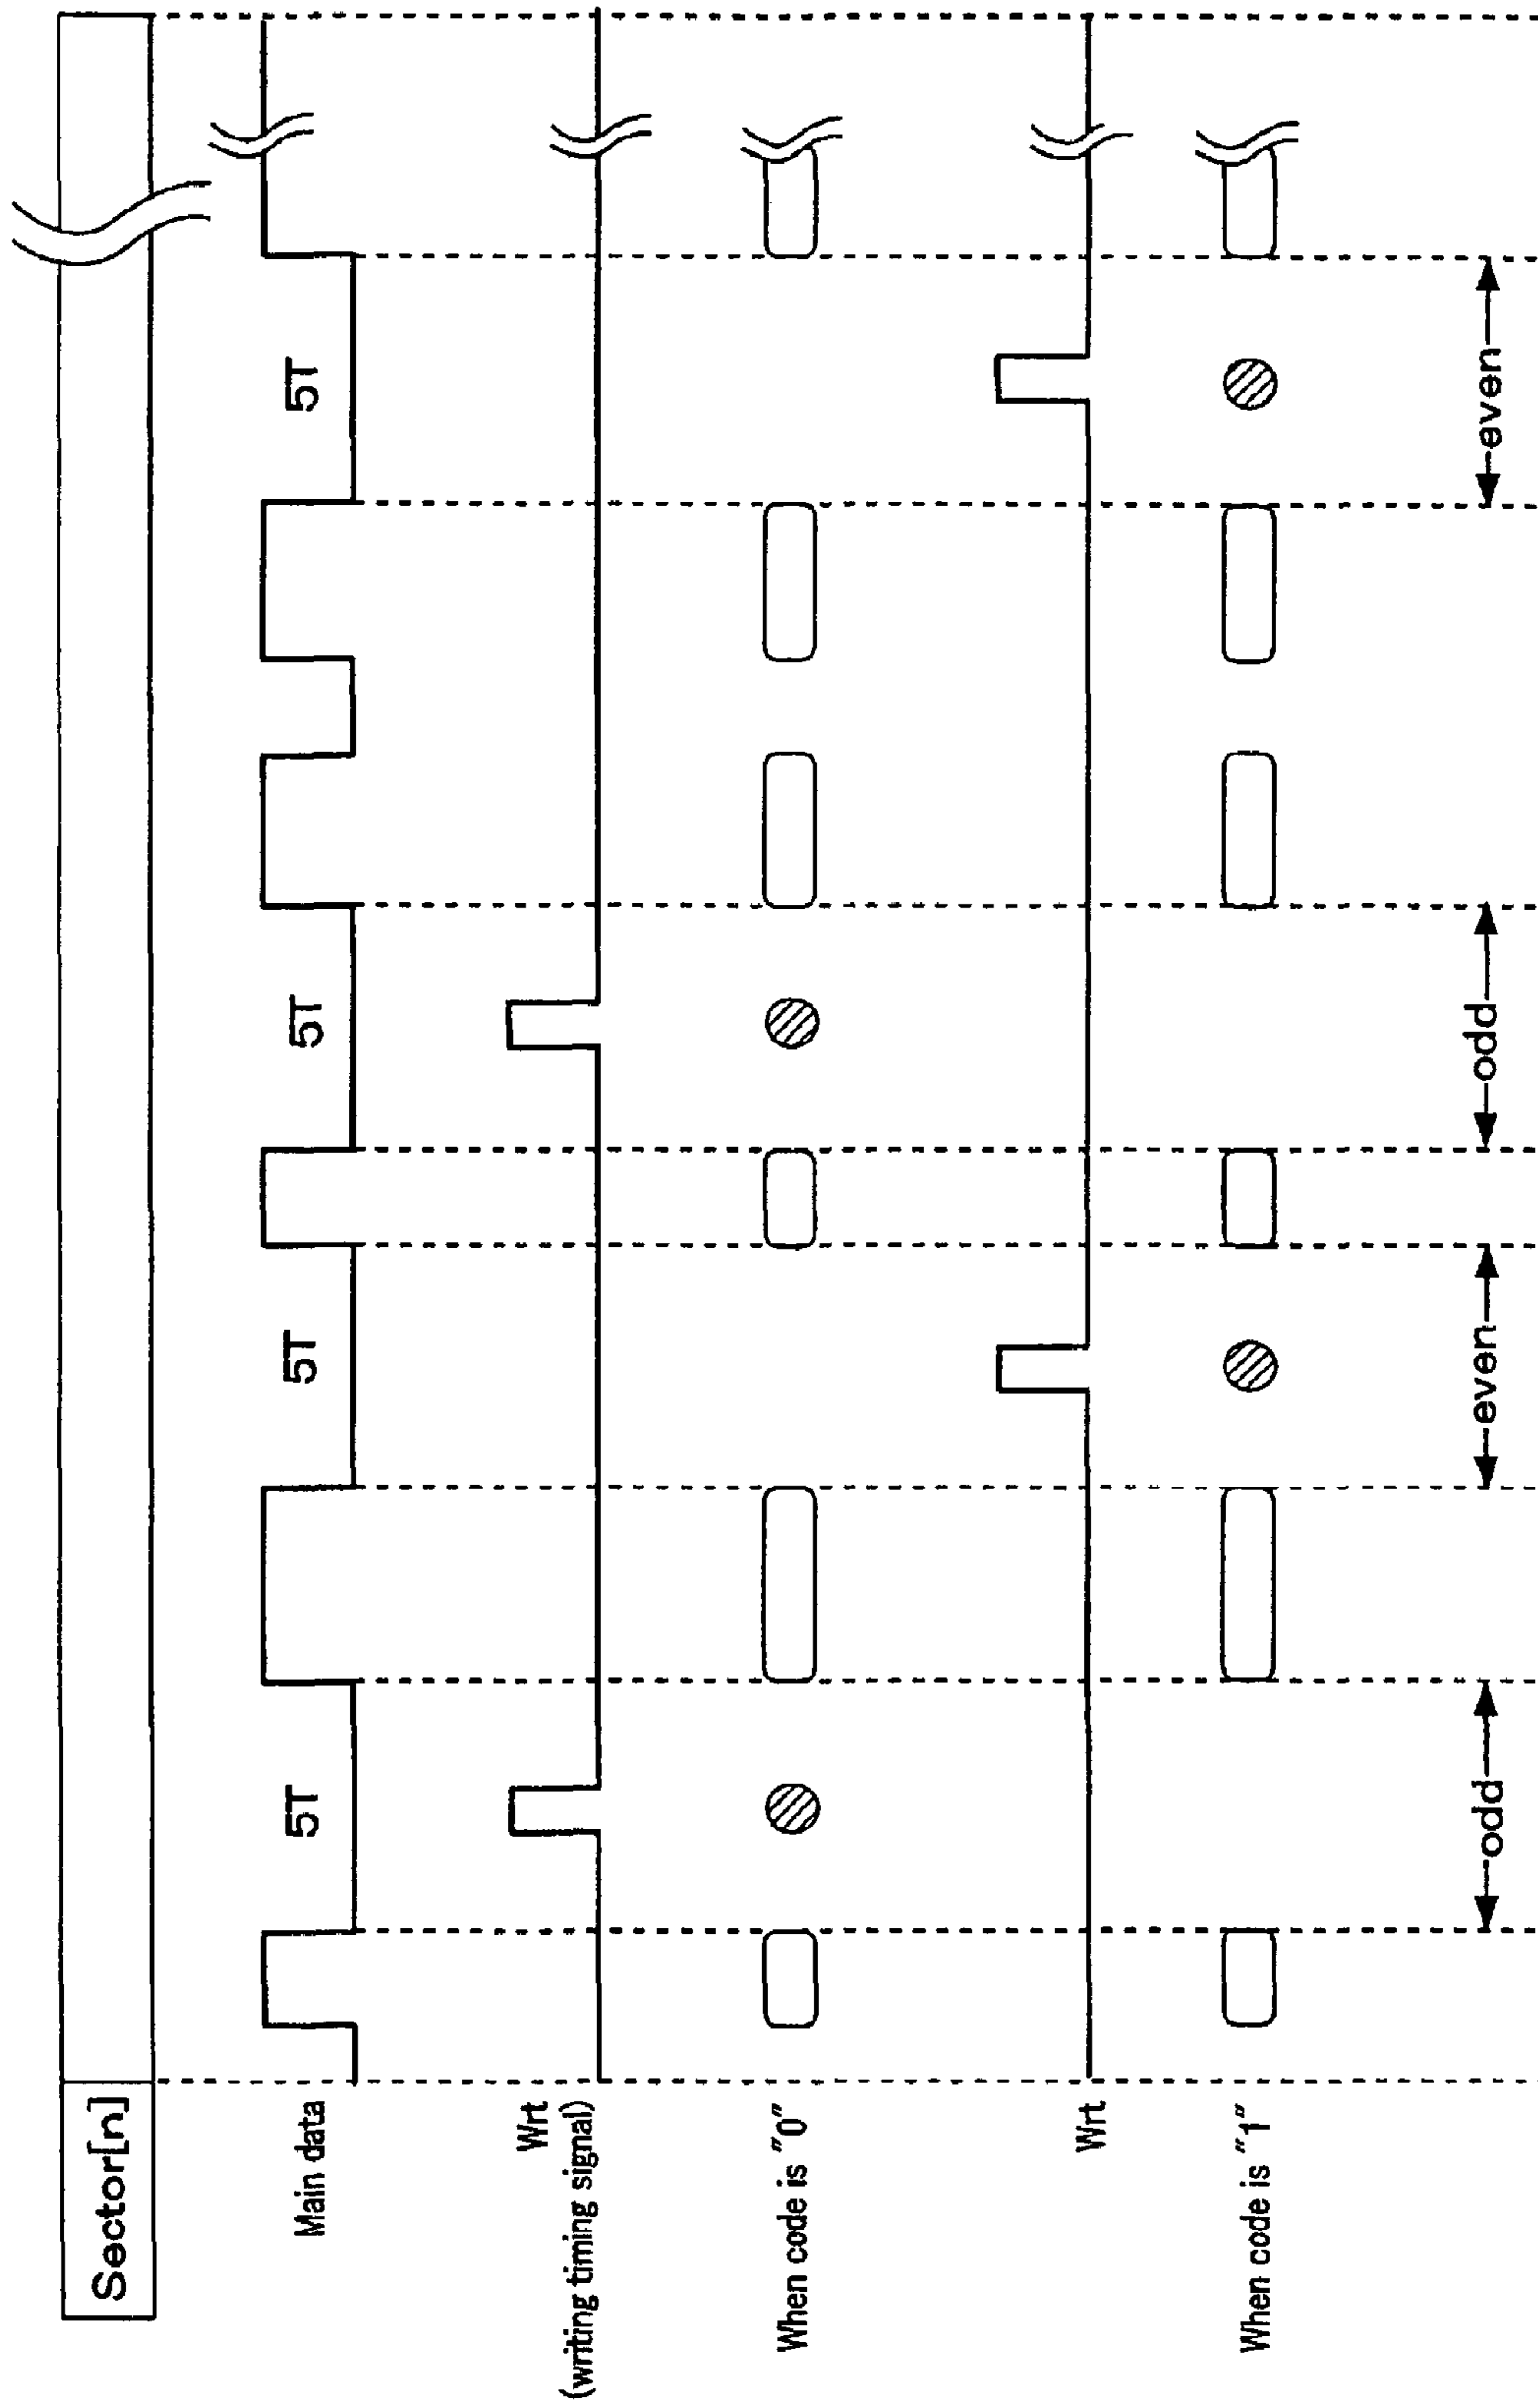 Sector[n]
Main data
5T
5T
5T
5T
Wrt
(writing timing signal)
When code is "0"
Wrt
When code is "1"
odd
even
odd
even